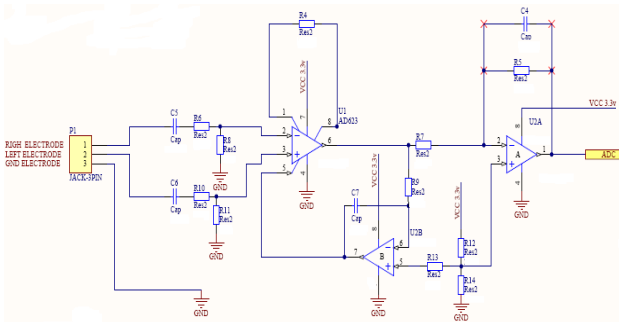 C4
Cap
R4
Res2
R5
Res2
VCC 3.3v
U1
AD623
1
7
8
VCC 3.3v
U2A
8
P1
C5
R6
Cap
Res2
R8
Res2
2
3
6
R7
Res2
2
A
1
ADC
3
4
GND
RIGH ELECTRODE
LEFT ELECTRODE
GND ELECTRODE
1
2
3
JACK-3PIN
GND
5
4
GND
VCC 3.3v
R9
Res2
VCC 3.3v
C6
R10
Cap
Res2
R11
Res2
GND
C7
Cap
U2B
8
6
7
B
5
R13
Res2
R12
Res2
R14
Res2
4
GND
GND
GND